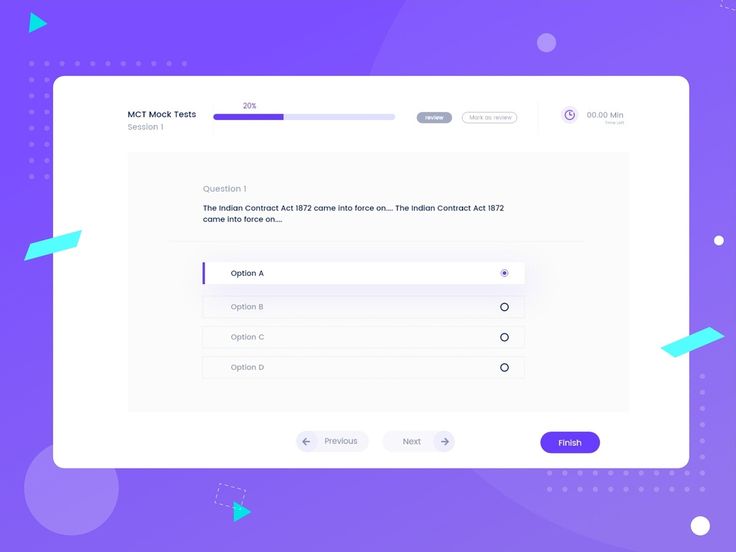 MCT Mock Tests
Session 1
20%
review
Mark as review
00.00 Min
Time Left
Question 1
The Indian Contract Act 1872 came into force on.... The Indian Contract Act 1872
came into force on....
Option A
Option B
Option C
Option D
Previous
Next
Finish